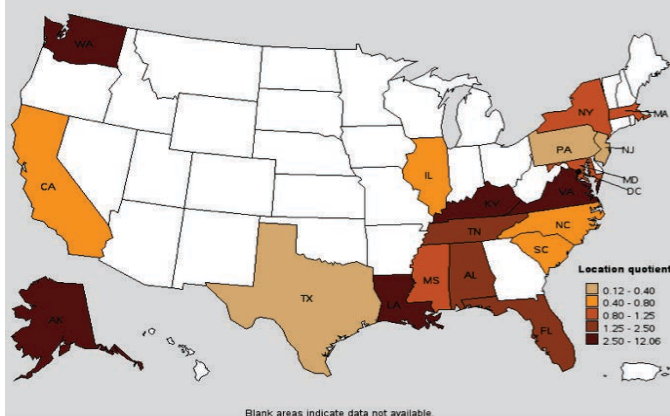 WA
NY
MA
PA
NJ
IL
CA
MD
DC
KY
VA
TN
NC
SC
MS
AL
TX
LA
FL
AK
Location quotient
0.12 - 0.40
0.40 - 0.80
0.80 - 1.25
1.25 - 2.50
2.50 - 12.06
Blank areas indicate data not available.